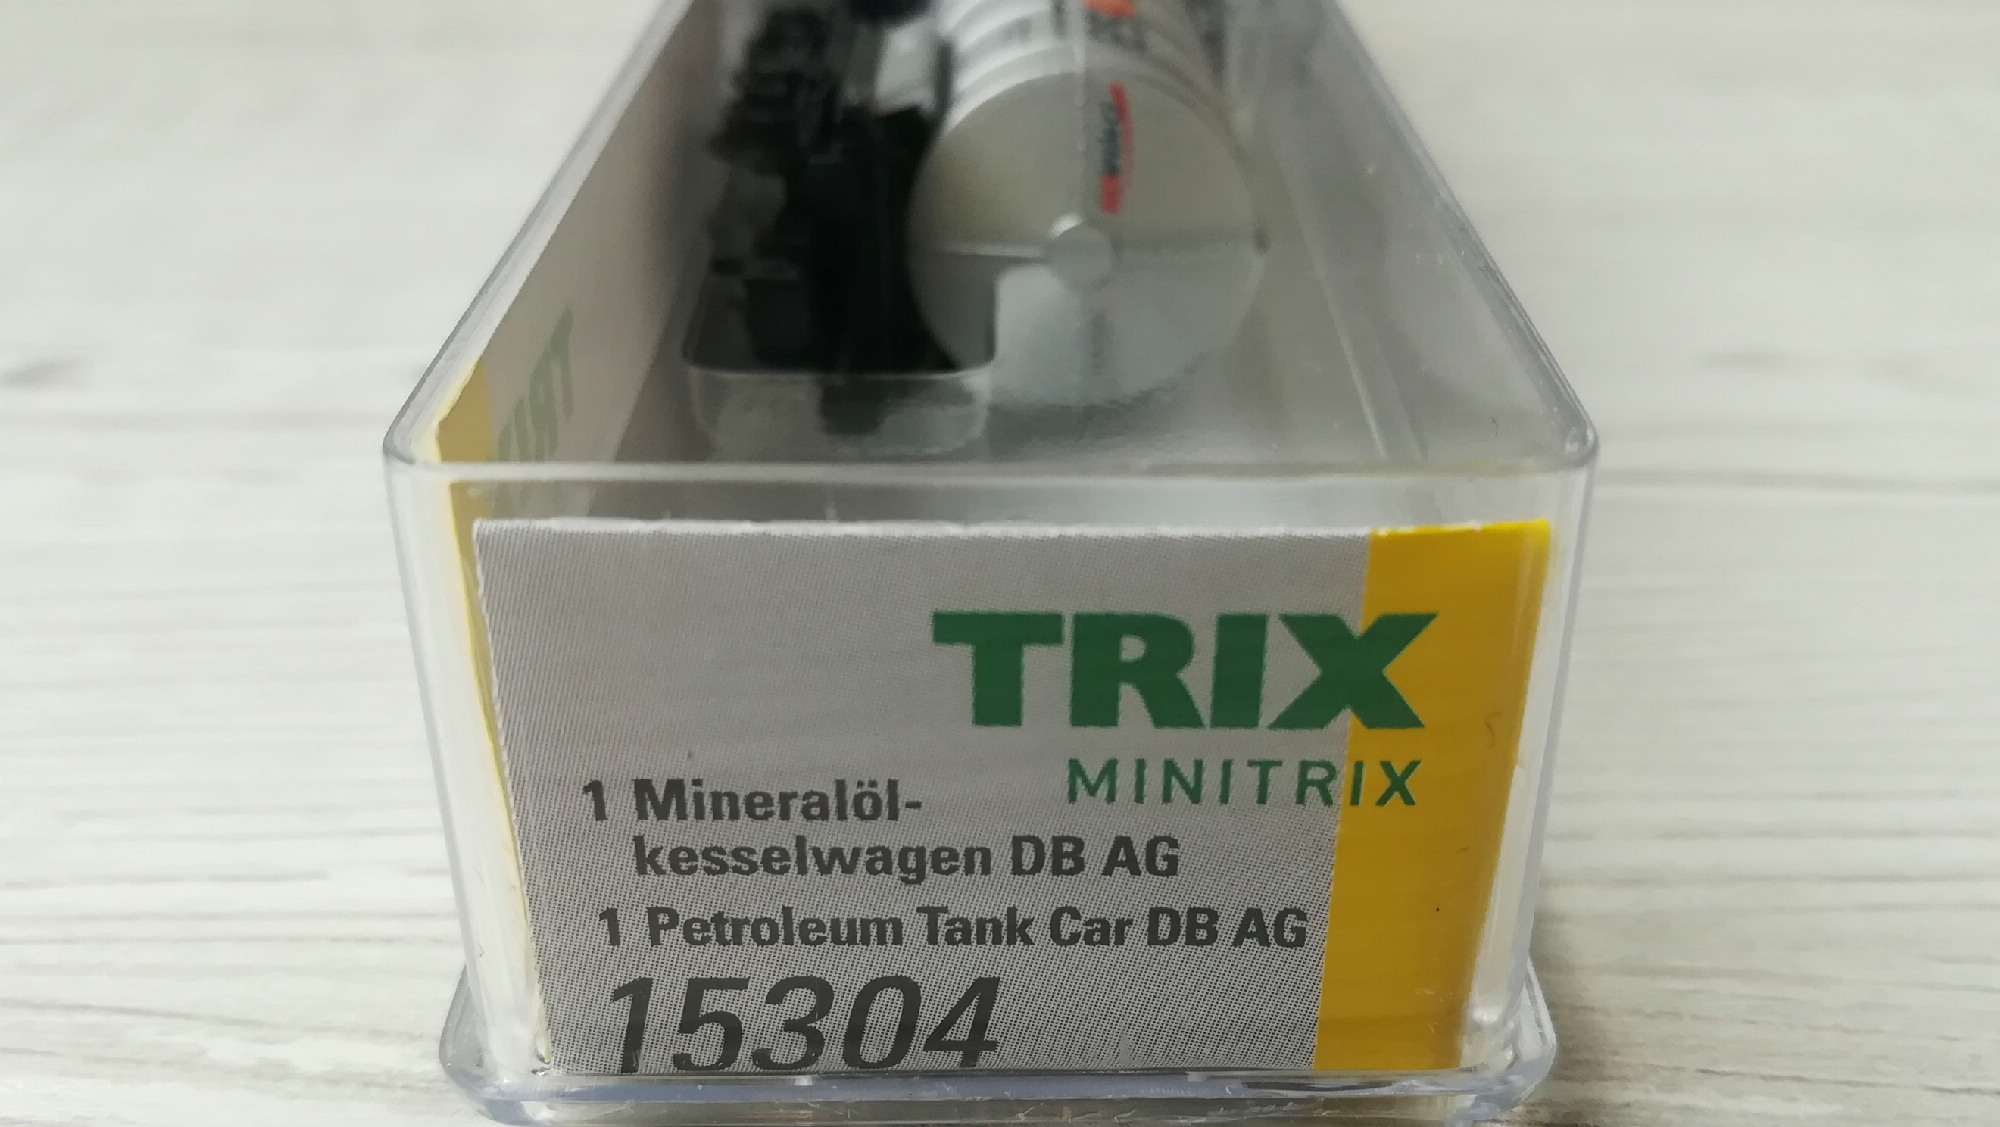 TRIX
MINITRIX
1 Mineralöl-
kesselwagen DB AG
1 Petroleum Tank Car DB AG
15304